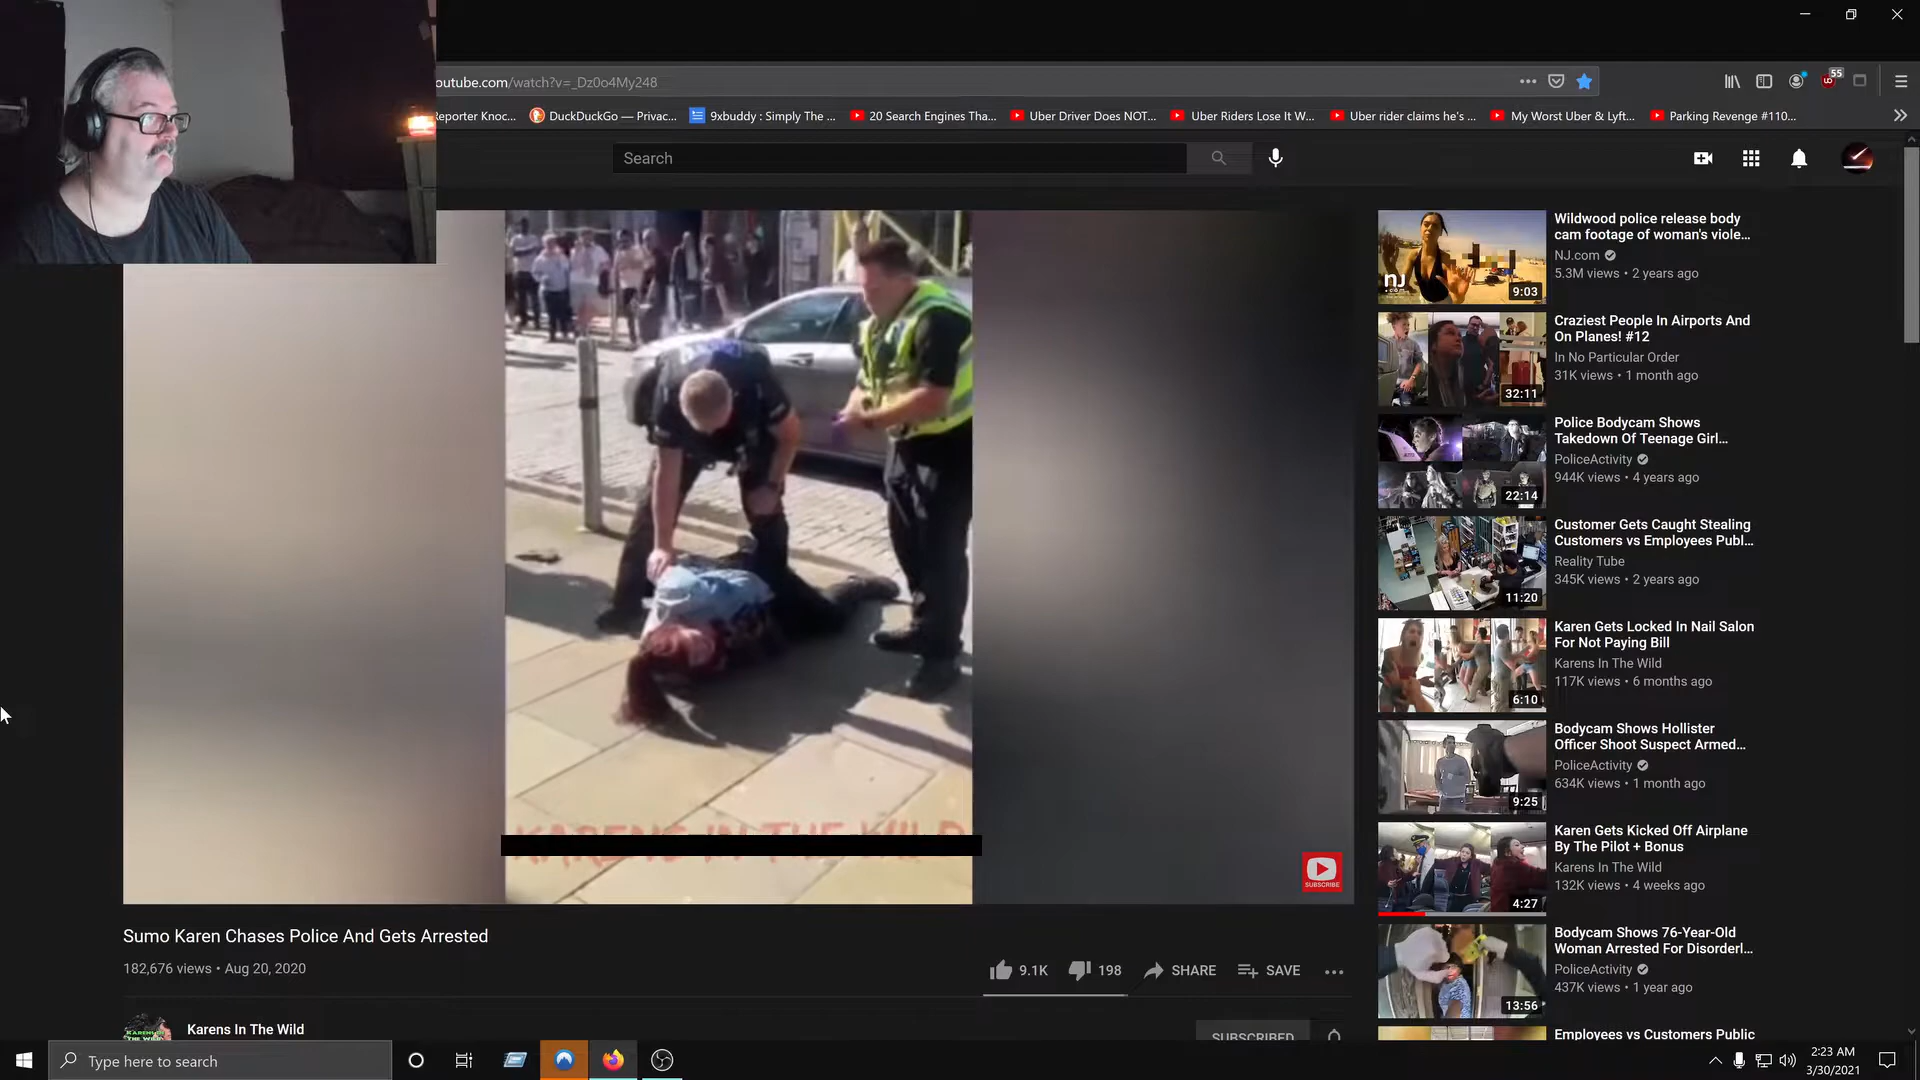 outube.com/watch?v=_Dz0o4My248
55
Reporter Knoc...
DuckDuckGo — Privac...
9xbuddy : Simply The ...
20 Search Engines Tha...
Uber Driver Does NOT...
Uber Riders Lose It W...
Uber rider claims he's ...
My Worst Uber & Lyft...
Parking Revenge #110...
Search
KARENS IN THE WILD
SUBSCRIBE
Sumo Karen Chases Police And Gets Arrested
182,676 views • Aug 20, 2020
9.1K
198
SHARE
SAVE
Karens In The Wild
SUBSCRIBED
Wildwood police release body
cam footage of woman's viole...
NJ.com
5.3M views • 2 years ago
nj
.com
9:03
Craziest People In Airports And
On Planes! #12
In No Particular Order
31K views • 1 month ago
32:11
Police Bodycam Shows
Takedown Of Teenage Girl...
PoliceActivity
944K views • 4 years ago
22:14
Customer Gets Caught Stealing
Customers vs Employees Publ...
Reality Tube
345K views • 2 years ago
11:20
Karen Gets Locked In Nail Salon
For Not Paying Bill
Karens In The Wild
117K views • 6 months ago
6:10
Bodycam Shows Hollister
Officer Shoot Suspect Armed...
PoliceActivity
634K views • 1 month ago
9:25
Karen Gets Kicked Off Airplane
By The Pilot + Bonus
Karens In The Wild
132K views • 4 weeks ago
4:27
Bodycam Shows 76-Year-Old
Woman Arrested For Disorderl...
PoliceActivity
437K views • 1 year ago
13:56
Employees vs Customers Public
Type here to search
2:23 AM
3/30/2021